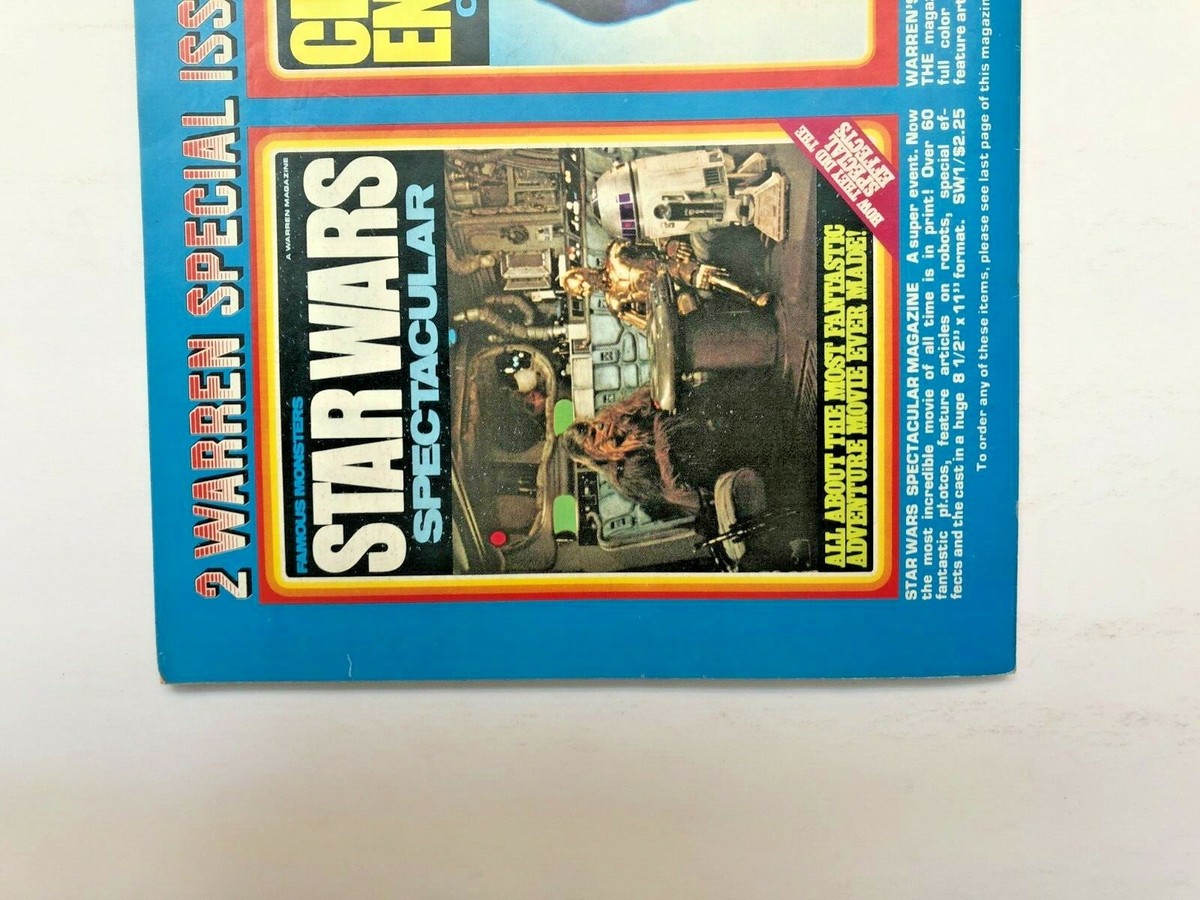 2 WARREN SPECIAL ISS
A WARREN MAGAZINE
FAMOUS MONSTERS
STAR WARS
SPECTACULAR
HOW THEY DID THE
SPECIAL
EFFECTS
ALL ABOUT THE MOST FANTASTIC
ADVENTURE MOVIE EVER MADE!
STAR WARS SPECTACULAR MAGAZINE A super event. Now
the most incredible movie of all time is in print! Over 60
fantastic photos, feature articles on robots, special ef-
fects and the cast in a huge 8 1/2" x 11" format. SW1/$2.25
EN
WARREN'S
THE maga
full color
feature art
To order any of these items, please see last page of this magazin